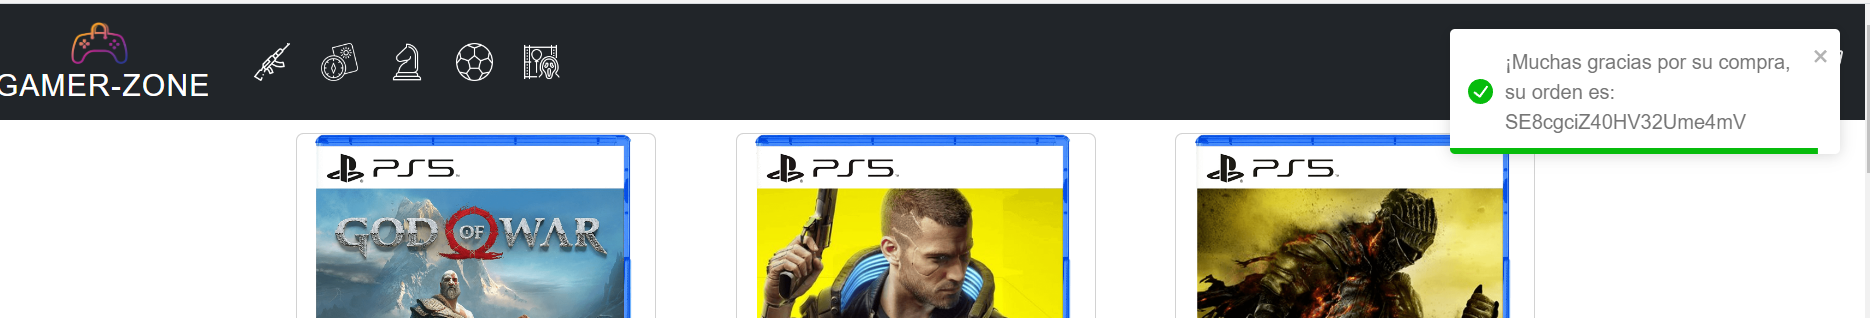 GAMER-ZONE
¡Muchas gracias por su compra,
su orden es:
SE8cgciZ40HV32Ume4mV
PS5
PS5
PS5
GOD OF WAR